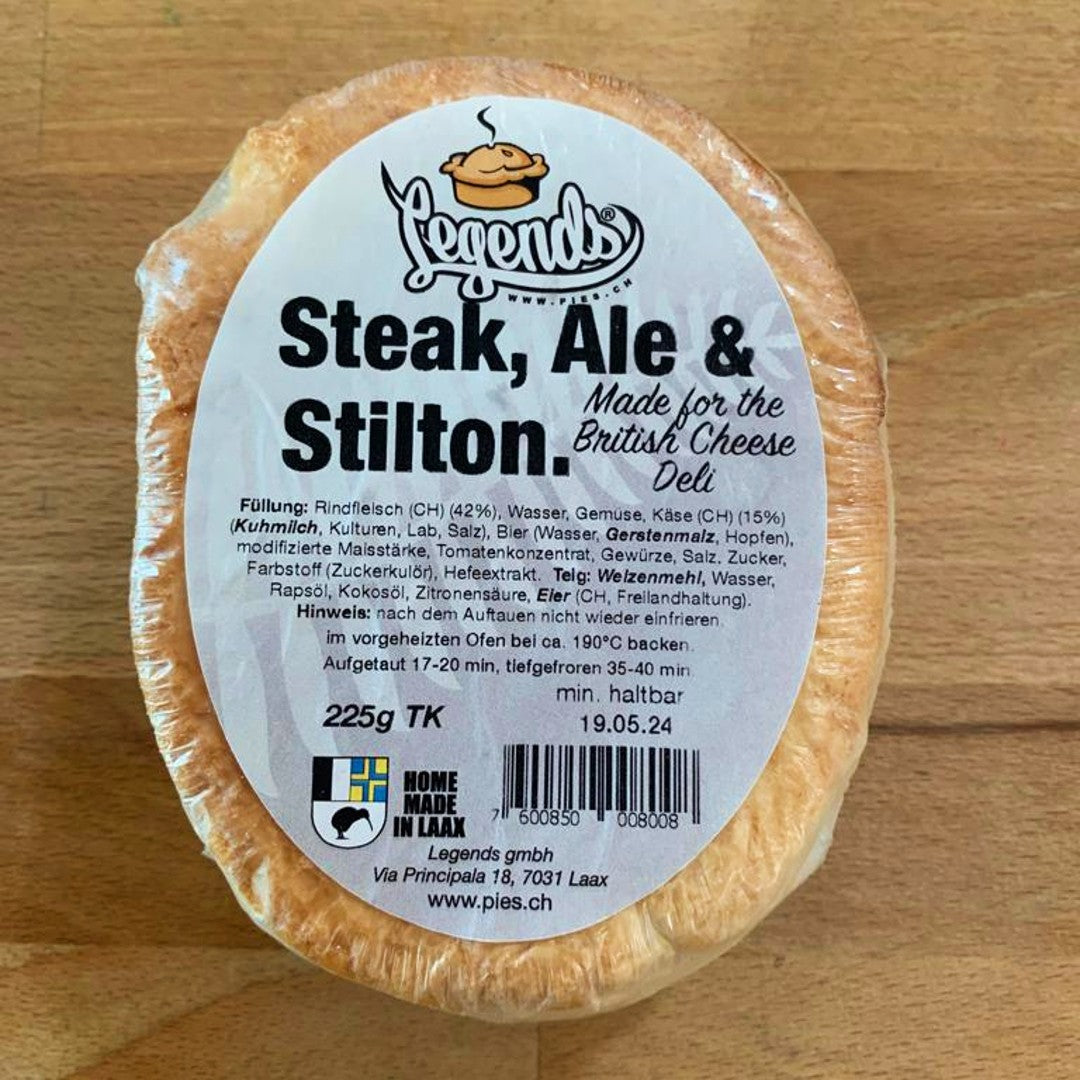 Legends®
WWW.PIES.CH
Steak, Ale &
Stilton.
Made for the
British Cheese
Deli
Füllung: Rindfleisch (CH) (42%), Wasser, Gemüse, Käse (CH) (15%)
(Kuhmilch, Kulturen, Lab, Salz), Bier (Wasser, Gerstenmalz, Hopfen),
modifizierte Maisstärke, Tomatenkonzentrat, Gewürze, Salz, Zucker,
Farbstoff (Zuckerkulör), Hefeextrakt. Teig: Weizenmehl, Wasser,
Rapsöl, Kokosöl, Zitronensäure, Eier (CH, Freilandhaltung).
Hinweis: nach dem Auftauen nicht wieder einfrieren.
im vorgeheizten Ofen bei ca. 190°C backen.
Aufgetaut 17-20 min, tiefgefroren 35-40 min.
min. haltbar
19.05.24
225g TK
HOME
MADE
IN LAAX
7 600850 008008
Legends gmbh
Via Principala 18, 7031 Laax
www.pies.ch